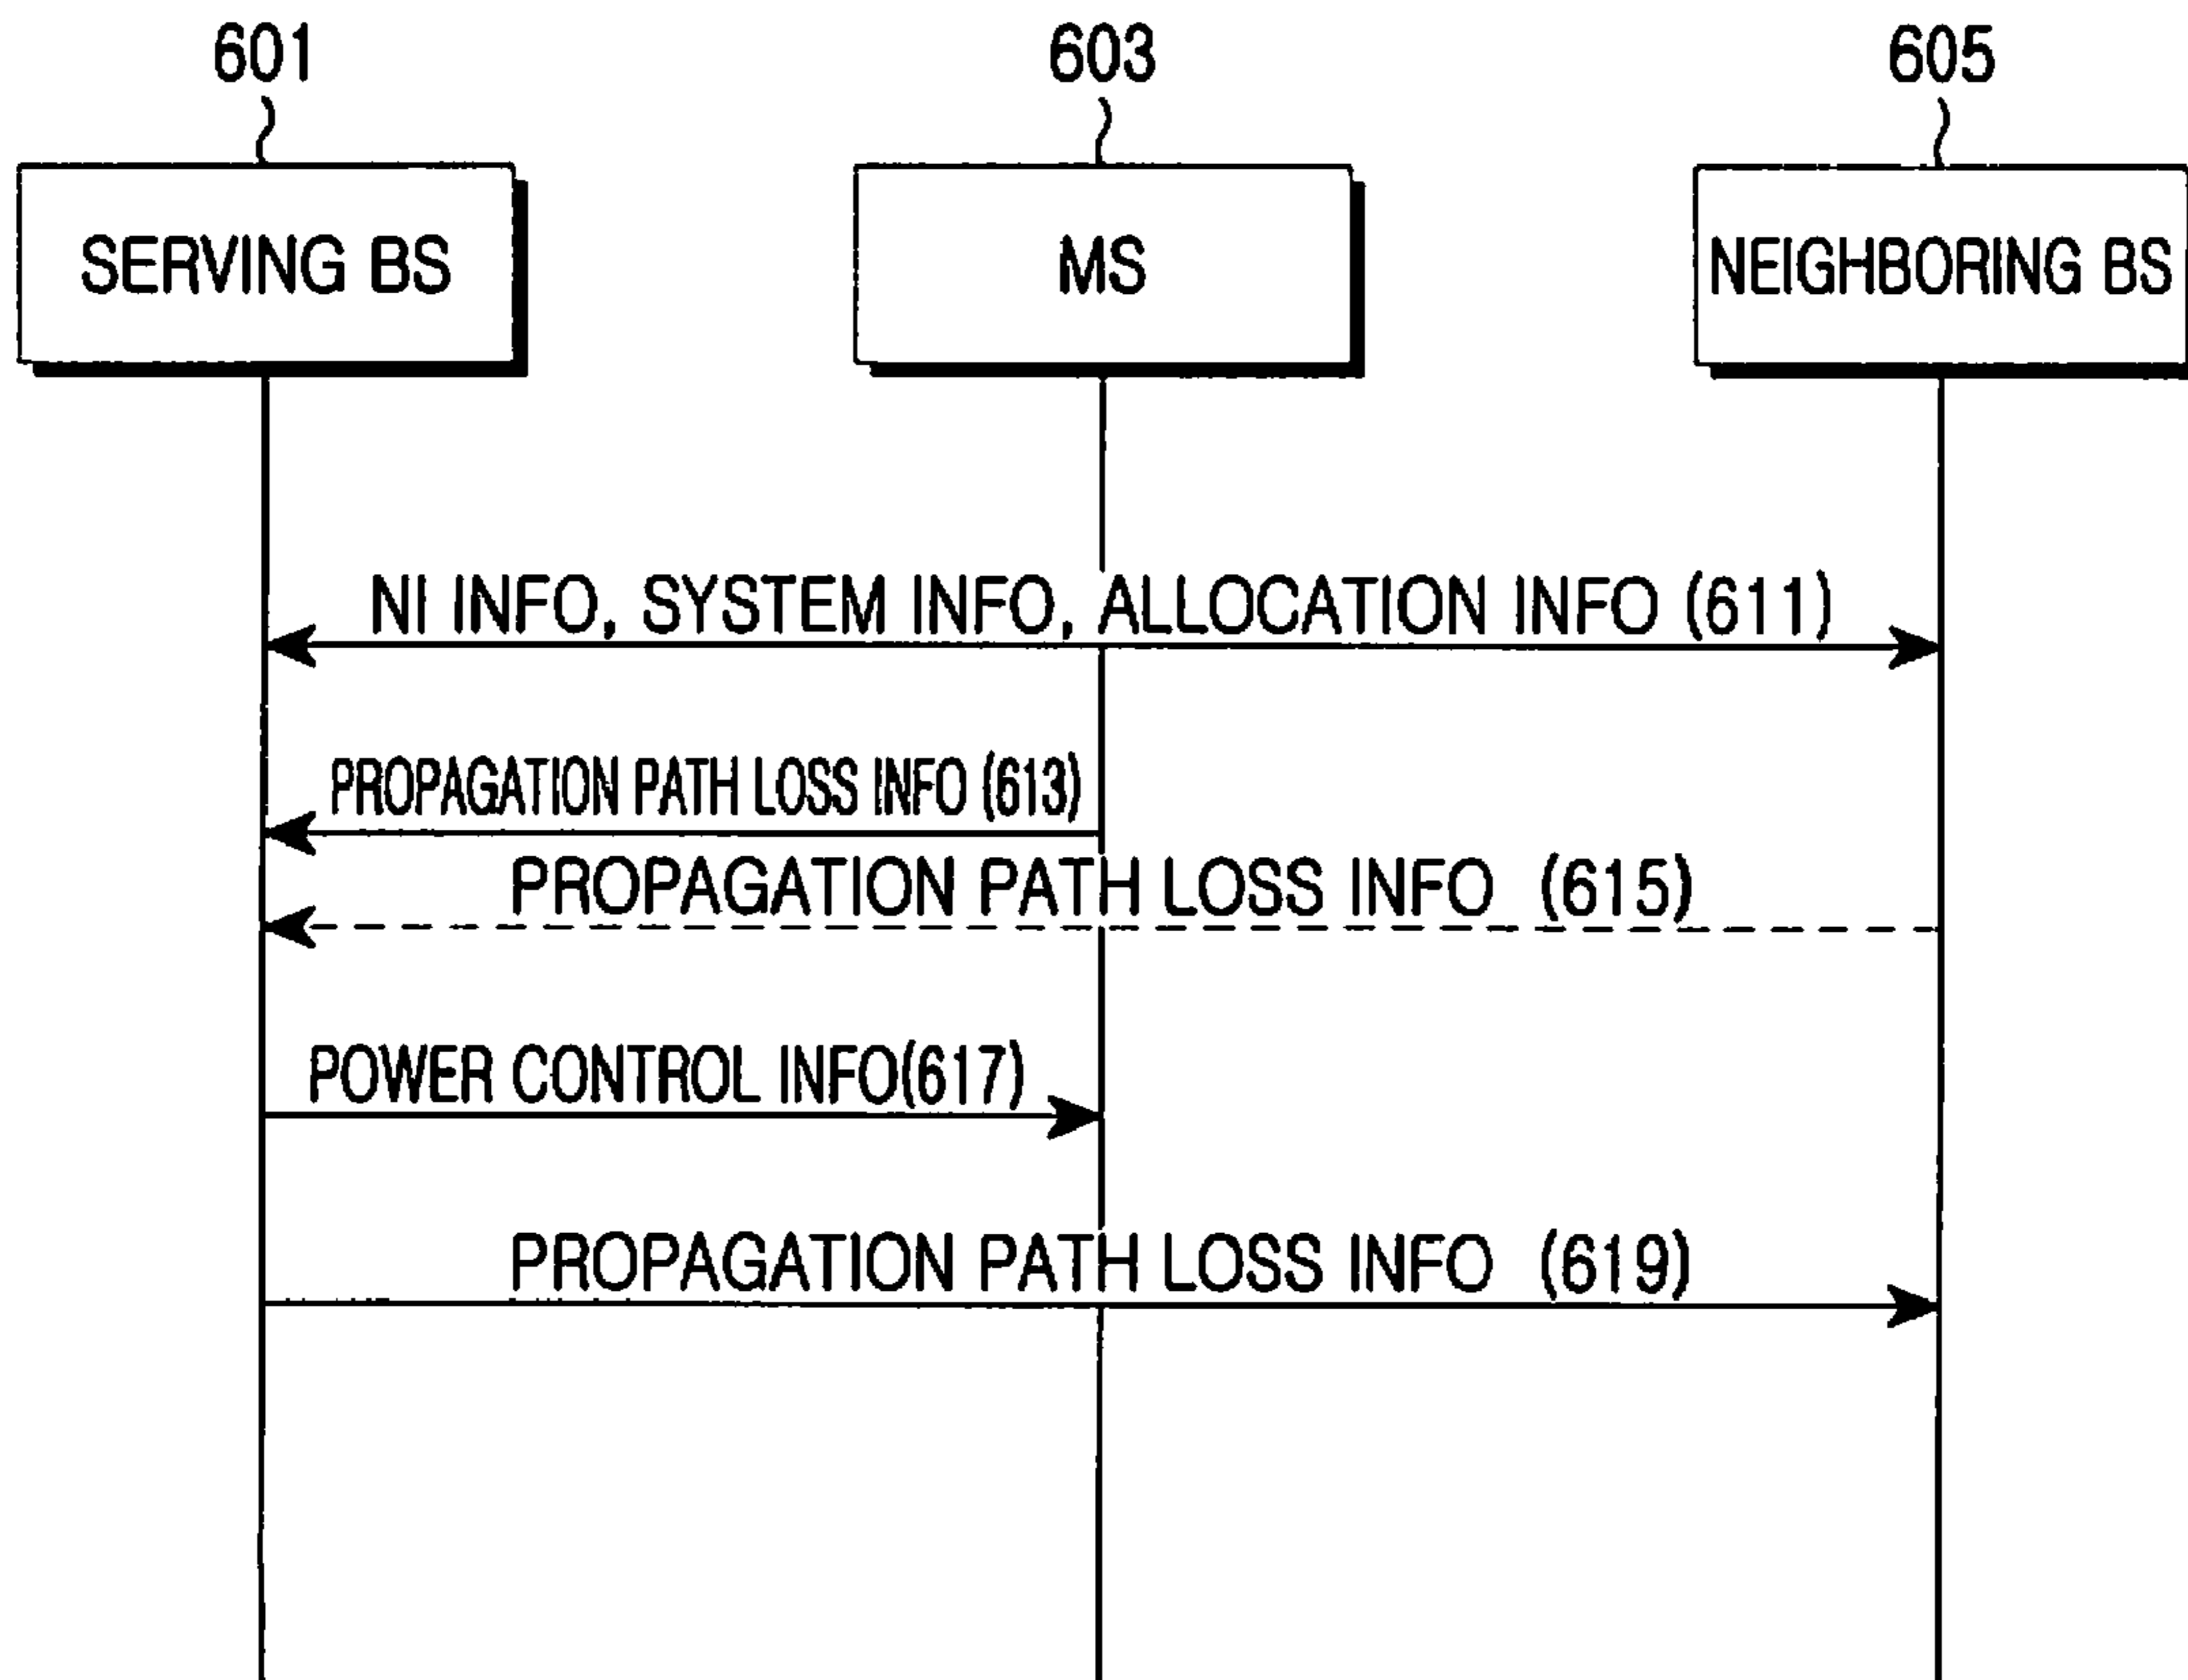 601
603
605
SERVING BS
MS
NEIGHBORING BS
NI INFO, SYSTEM INFO, ALLOCATION INFO (611)
PROPAGATION PATH LOSS INFO (613)
PROPAGATION PATH LOSS INFO (615)
POWER CONTROL INFO(617)
PROPAGATION PATH LOSS INFO (619)